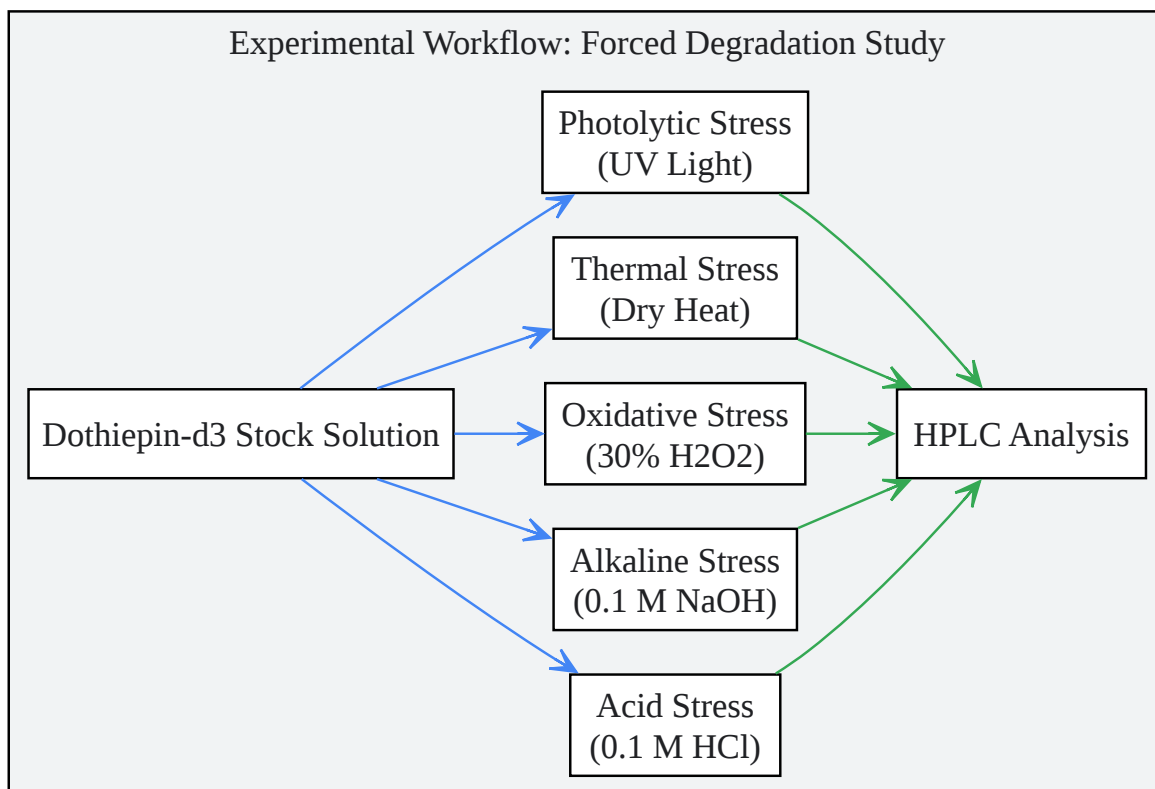 Experimental Workflow: Forced Degradation Study
Photolytic Stress
(UV Light)
Thermal Stress
(Dry Heat)
Dothiepin-d3 Stock Solution
Oxidative Stress
(30% H2O2)
HPLC Analysis
Alkaline Stress
(0.1 M NaOH)
Acid Stress
(0.1 M HCl)